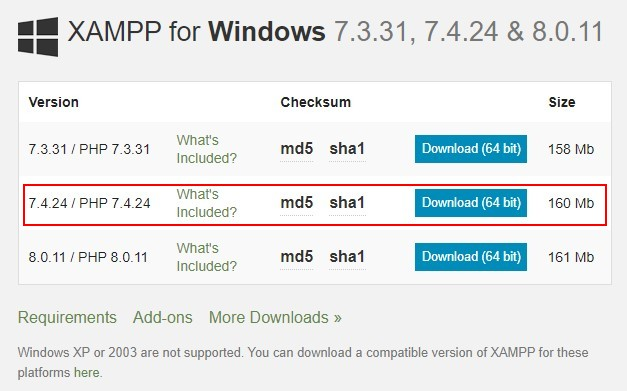 XAMPP for Windows 7.3.31, 7.4.24 & 8.0.11
Version Checksum Size
7.3.31 / PHP 7.3.31 What's Included? md5 sha1 Download (64 bit) 158 Mb
7.4.24 / PHP 7.4.24 What's Included? md5 sha1 Download (64 bit) 160 Mb
8.0.11 / PHP 8.0.11 What's Included? md5 sha1 Download (64 bit) 161 Mb
Requirements Add-ons More Downloads »
Windows XP or 2003 are not supported. You can download a compatible version of XAMPP for these
platforms here.